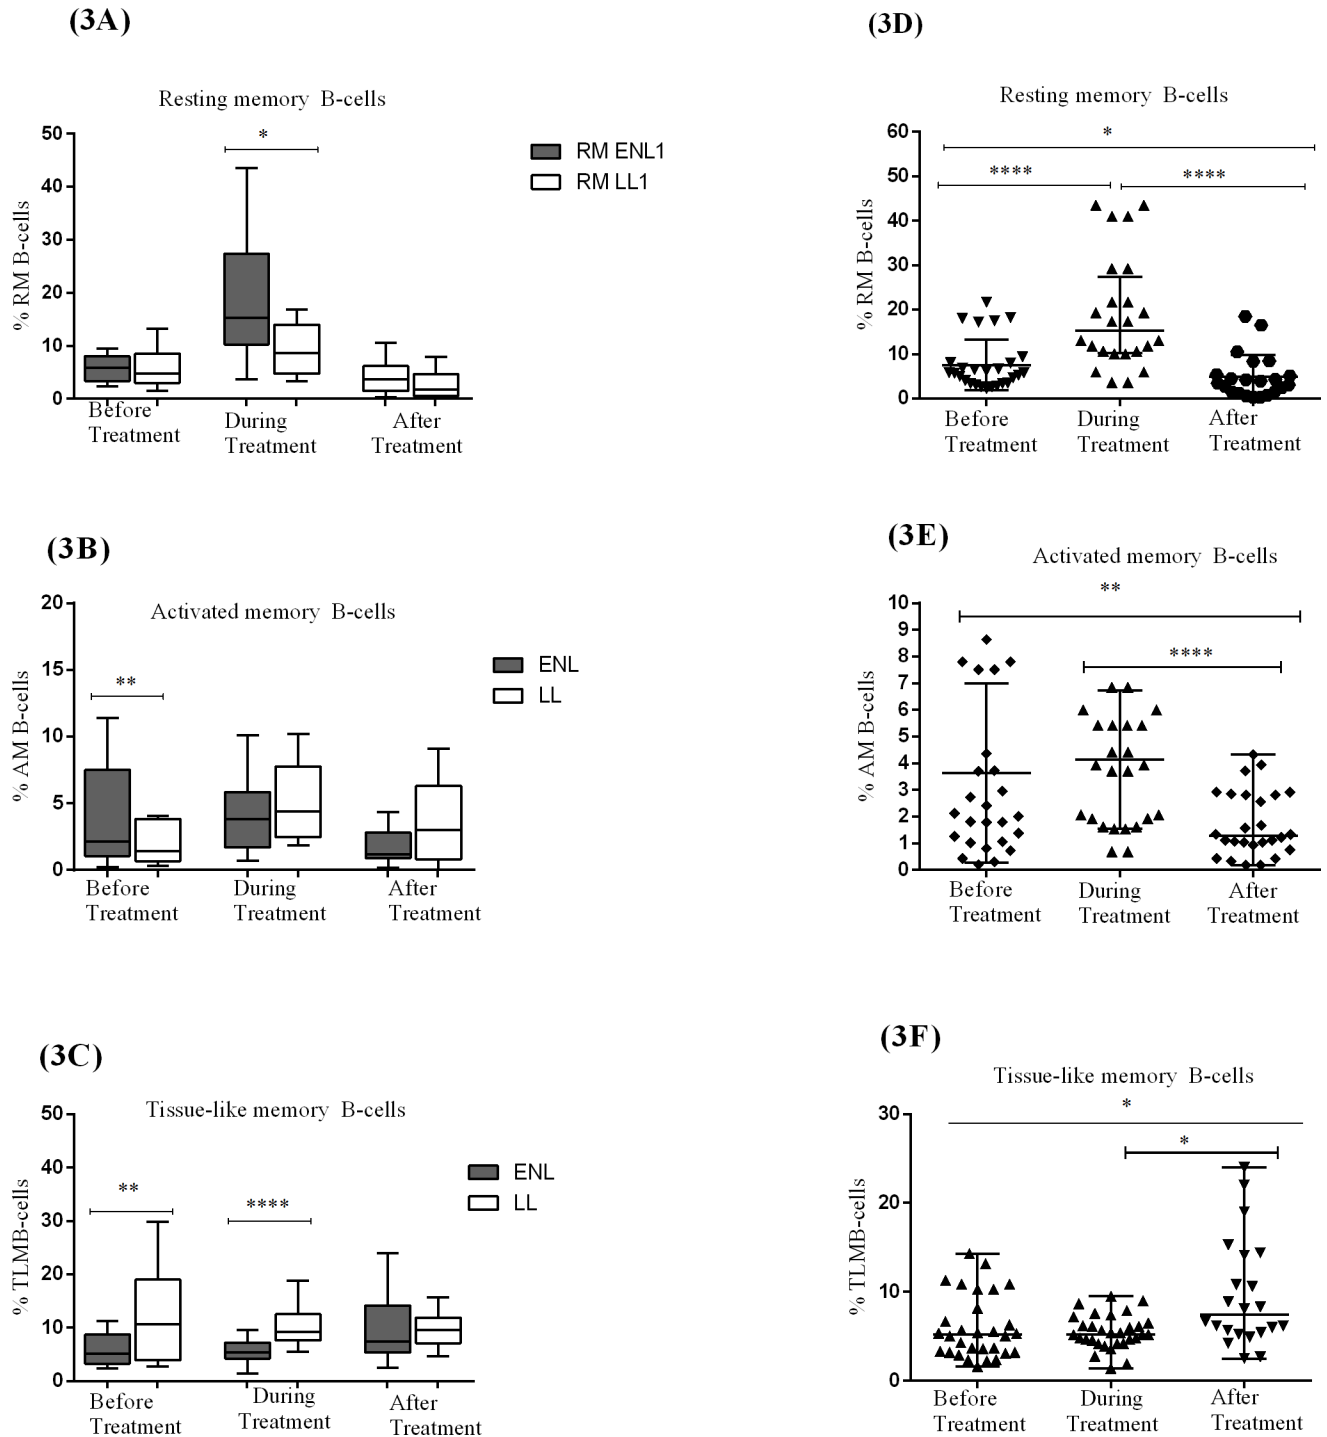 (3A)
Resting memory B-cells
% RM B-cells
50
40
30
20
10
0
*
RM ENL1
RM LL1
Before
Treatment
During
Treatment
After
Treatment
(3D)
Resting memory B-cells
% RM B-cells
60
50
40
30
20
10
0
*
****
****
Before
Treatment
During
Treatment
After
Treatment
(3B)
Activated memory B-cells
% AM B-cells
20
15
10
5
0
**
ENL
LL
Before
Treatment
During
Treatment
After
Treatment
(3E)
Activated memory B-cells
% AM B-cells
10
9
8
7
6
5
4
3
2
1
0
**
****
Before
Treatment
During
Treatment
After
Treatment
(3C)
Tissue-like memory B-cells
% TLMB-cells
50
40
30
20
10
0
**
****
ENL
LL
Before
Treatment
During
Treatment
After
Treatment
(3F)
Tissue-like memory B-cells
% TLMB-cells
30
20
10
0
*
*
Before
Treatment
During
Treatment
After
Treatment